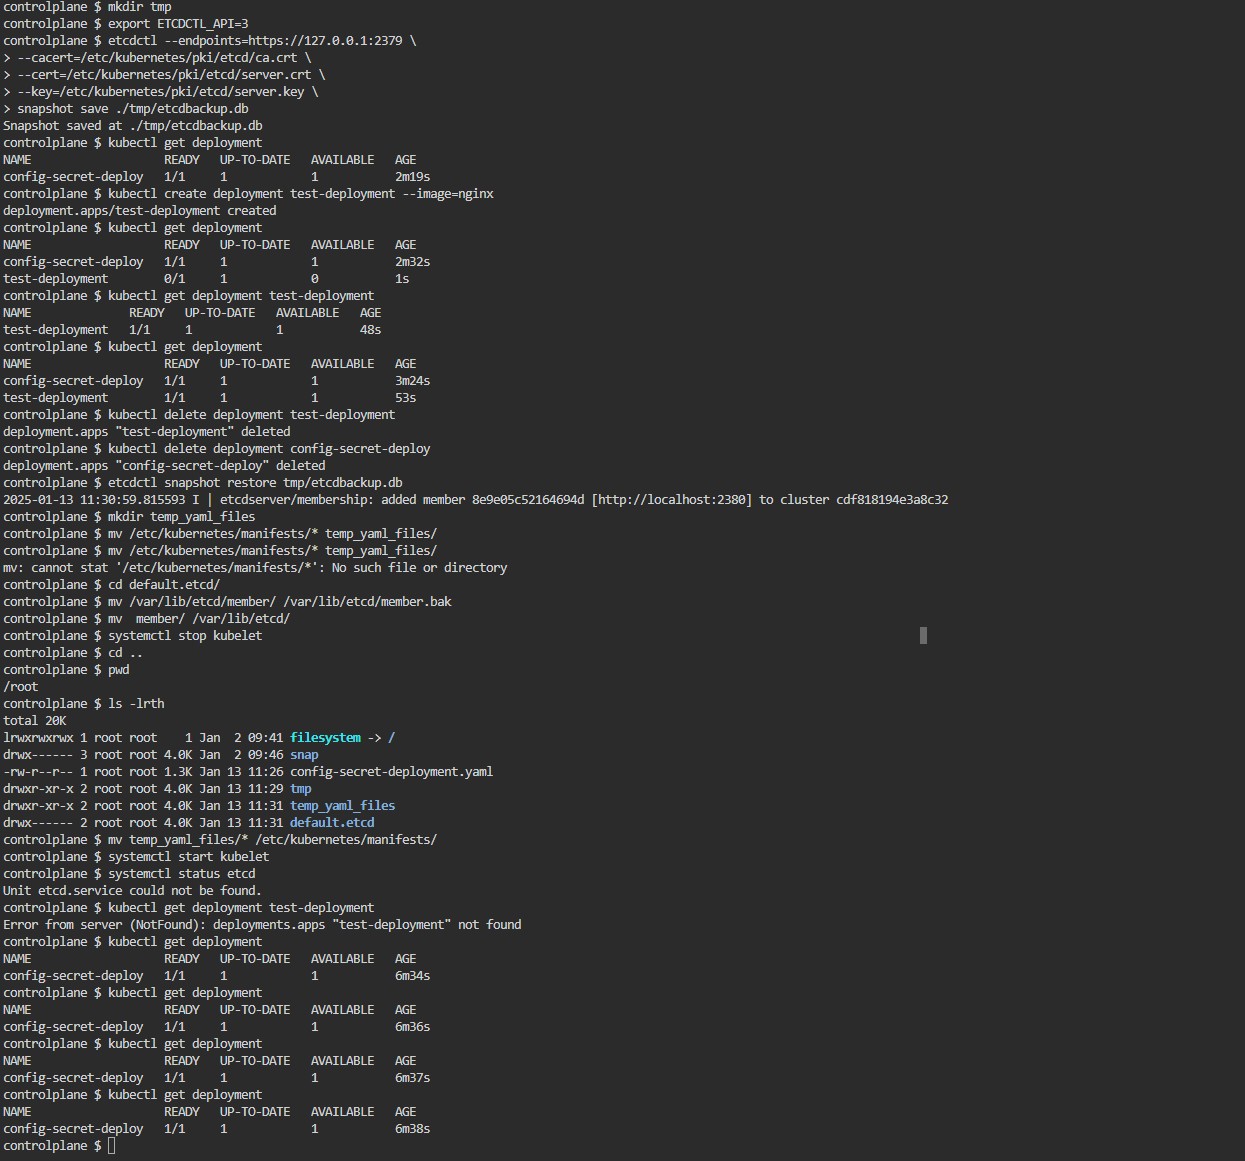 controlplane $ mkdir tmp
controlplane $ export ETCDCTL_API=3
controlplane $ etcdctl --endpoints=https://127.0.0.1:2379 \
> --cacert=/etc/kubernetes/pki/etcd/ca.crt \
> --cert=/etc/kubernetes/pki/etcd/server.crt \
> --key=/etc/kubernetes/pki/etcd/server.key \
> snapshot save ./tmp/etcdbackup.db
Snapshot saved at ./tmp/etcdbackup.db
controlplane $ kubectl get deployment
NAME                   READY   UP-TO-DATE   AVAILABLE   AGE
config-secret-deploy   1/1     1            1           2m19s
controlplane $ kubectl create deployment test-deployment --image=nginx
deployment.apps/test-deployment created
controlplane $ kubectl get deployment
NAME                   READY   UP-TO-DATE   AVAILABLE   AGE
config-secret-deploy   1/1     1            1           2m32s
test-deployment        0/1     1            0           1s
controlplane $ kubectl get deployment test-deployment
NAME              READY   UP-TO-DATE   AVAILABLE   AGE
test-deployment   1/1     1            1           48s
controlplane $ kubectl get deployment
NAME                   READY   UP-TO-DATE   AVAILABLE   AGE
config-secret-deploy   1/1     1            1           3m24s
test-deployment        1/1     1            1           53s
controlplane $ kubectl delete deployment test-deployment
deployment.apps "test-deployment" deleted
controlplane $ kubectl delete deployment config-secret-deploy
deployment.apps "config-secret-deploy" deleted
controlplane $ etcdctl snapshot restore tmp/etcdbackup.db
2025-01-13 11:30:59.815593 I | etcdserver/membership: added member 8e9e05c52164694d [http://localhost:2380] to cluster cdf818194e3a8c32
controlplane $ mkdir temp_yaml_files
controlplane $ mv /etc/kubernetes/manifests/* temp_yaml_files/
controlplane $ mv /etc/kubernetes/manifests/* temp_yaml_files/
mv: cannot stat '/etc/kubernetes/manifests/*': No such file or directory
controlplane $ cd default.etcd/
controlplane $ mv /var/lib/etcd/member/ /var/lib/etcd/member.bak
controlplane $ mv  member/ /var/lib/etcd/
controlplane $ systemctl stop kubelet
controlplane $ cd ..
controlplane $ pwd
/root
controlplane $ ls -lrth
total 20K
lrwxrwxrwx 1 root root    1 Jan  2 09:41 filesystem -> /
drwx------ 3 root root 4.0K Jan  2 09:46 snap
-rw-r--r-- 1 root root 1.3K Jan 13 11:26 config-secret-deployment.yaml
drwxr-xr-x 2 root root 4.0K Jan 13 11:29 tmp
drwxr-xr-x 2 root root 4.0K Jan 13 11:31 temp_yaml_files
drwx------ 2 root root 4.0K Jan 13 11:31 default.etcd
controlplane $ mv temp_yaml_files/* /etc/kubernetes/manifests/
controlplane $ systemctl start kubelet
controlplane $ systemctl status etcd
Unit etcd.service could not be found.
controlplane $ kubectl get deployment test-deployment
Error from server (NotFound): deployments.apps "test-deployment" not found
controlplane $ kubectl get deployment
NAME                   READY   UP-TO-DATE   AVAILABLE   AGE
config-secret-deploy   1/1     1            1           6m34s
controlplane $ kubectl get deployment
NAME                   READY   UP-TO-DATE   AVAILABLE   AGE
config-secret-deploy   1/1     1            1           6m36s
controlplane $ kubectl get deployment
NAME                   READY   UP-TO-DATE   AVAILABLE   AGE
config-secret-deploy   1/1     1            1           6m37s
controlplane $ kubectl get deployment
NAME                   READY   UP-TO-DATE   AVAILABLE   AGE
config-secret-deploy   1/1     1            1           6m38s
controlplane $